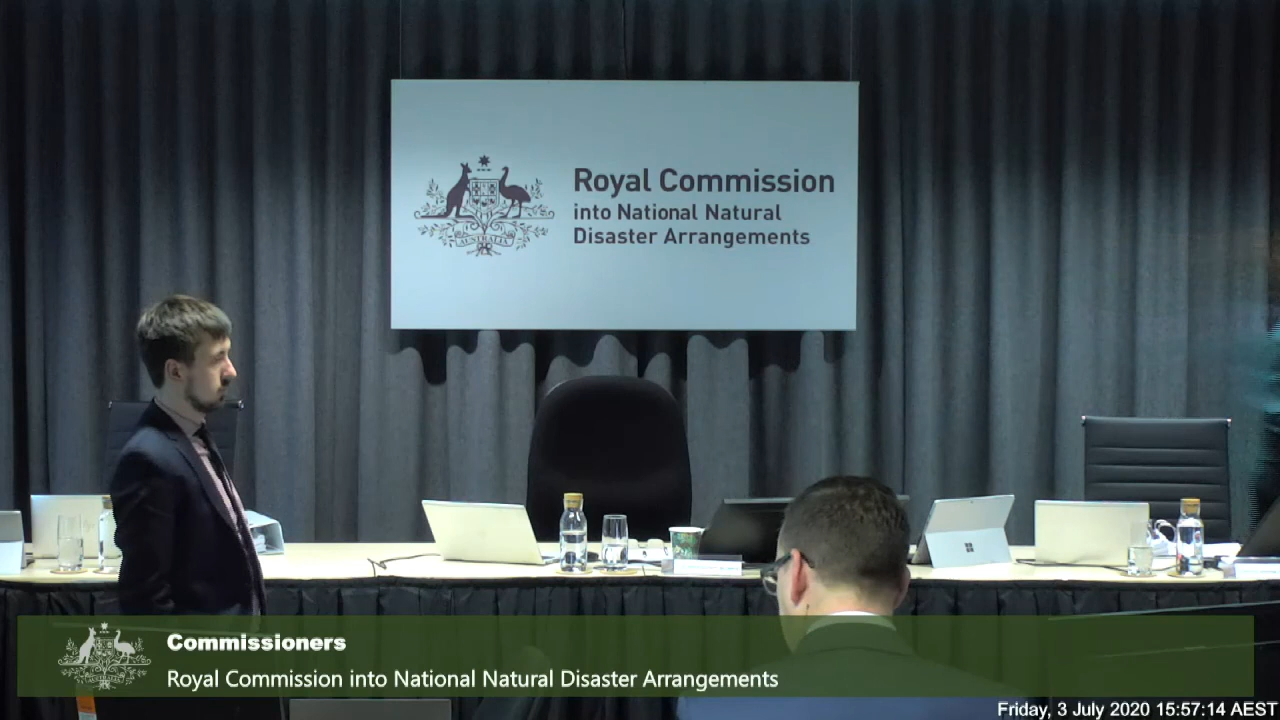 Royal Commission
into National Natural
Disaster Arrangements
AUSTRALIA
Commissioners
Royal Commission into National Natural Disaster Arrangements
Friday, 3 July 2020 15:57:14 AEST